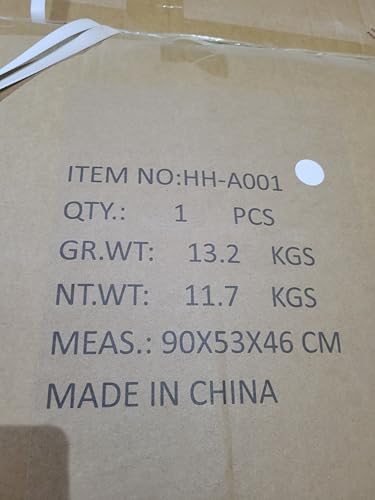 ITEM NO:HH-A001
QTY.: 1 PCS
GR.WT: 13.2 KGS
NT.WT: 11.7 KGS
MEAS.: 90X53X46 CM
MADE IN CHINA